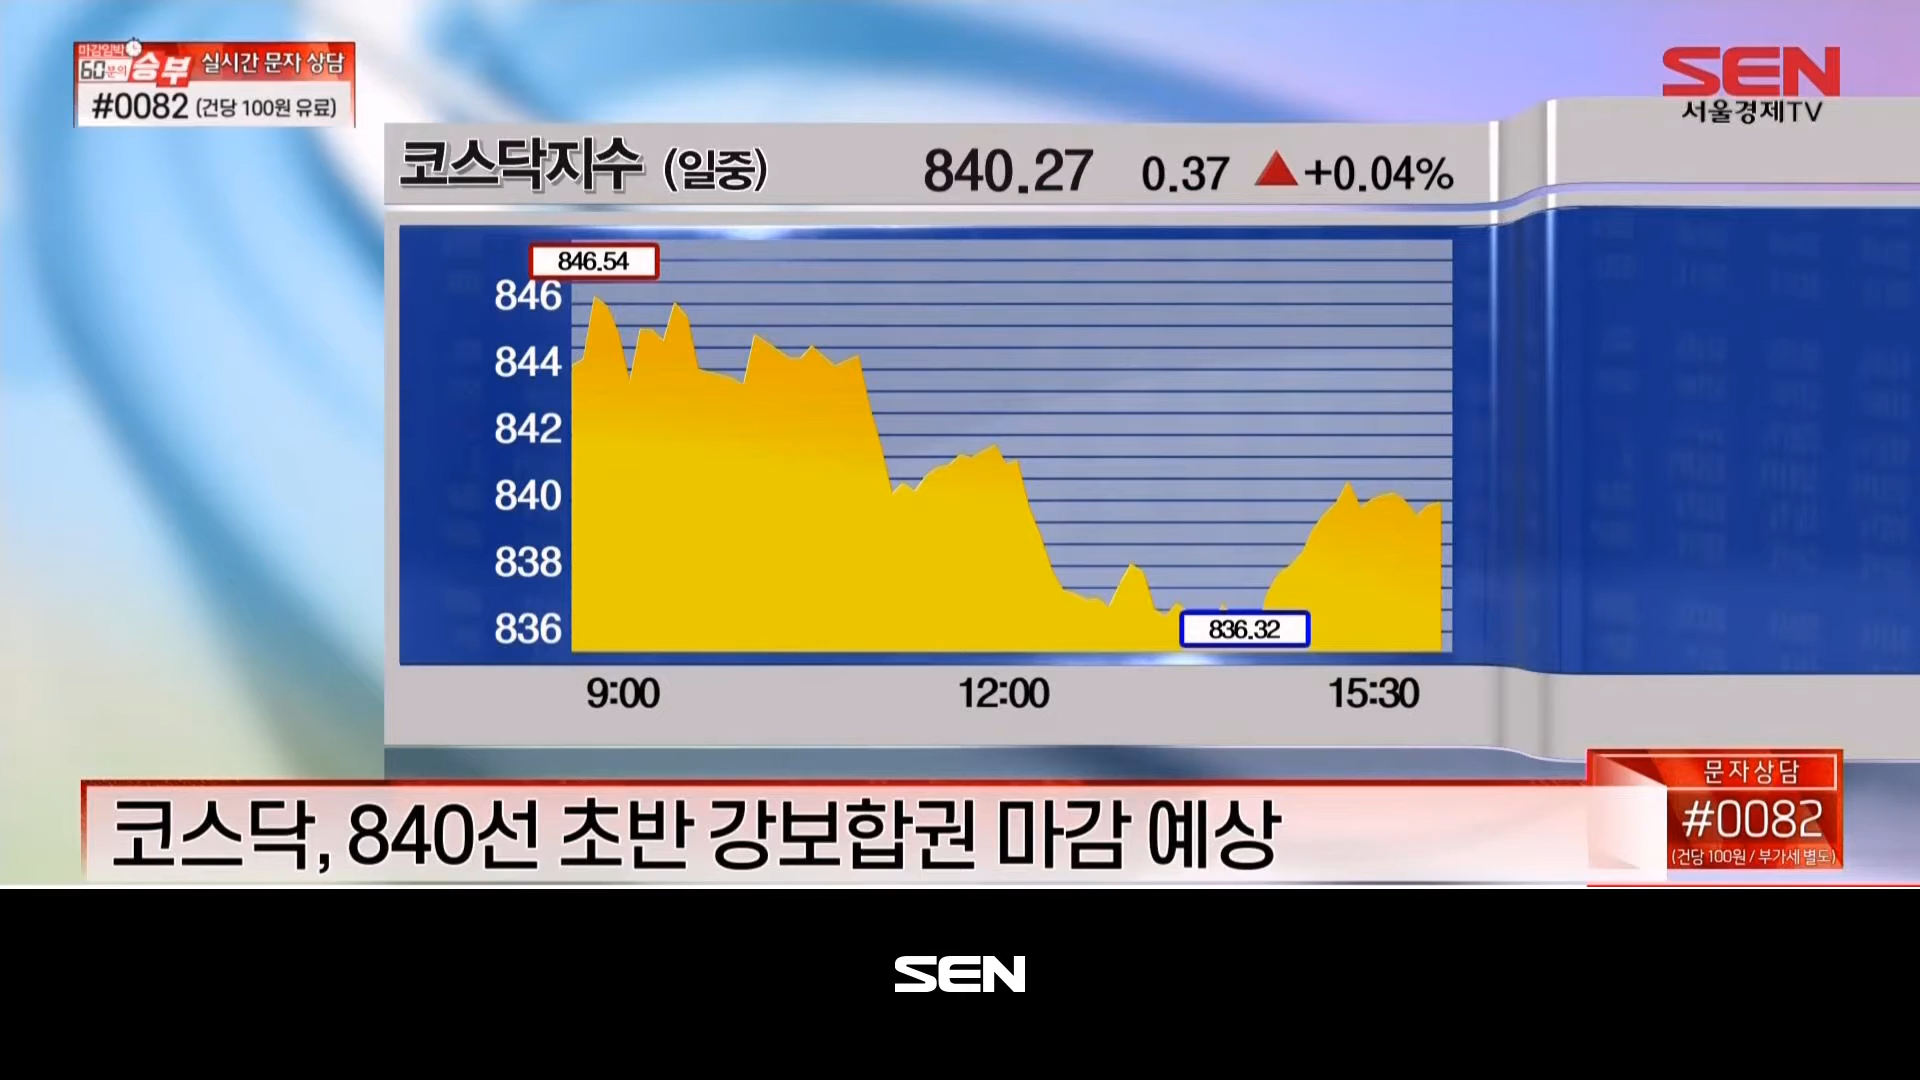 마감임박
60분의 승부 실시간 문자 상담
#0082 (건당 100원 유료)
SEN
서울경제TV
코스닥지수 (일중) 840.27 0.37 ▲+0.04%
846.54
846
844
842
840
838
836
836.32
9:00 12:00 15:30
문자상담
#0082
(건당 100원 / 부가세 별도)
코스닥, 840선 초반 강보합권 마감 예상
SEN